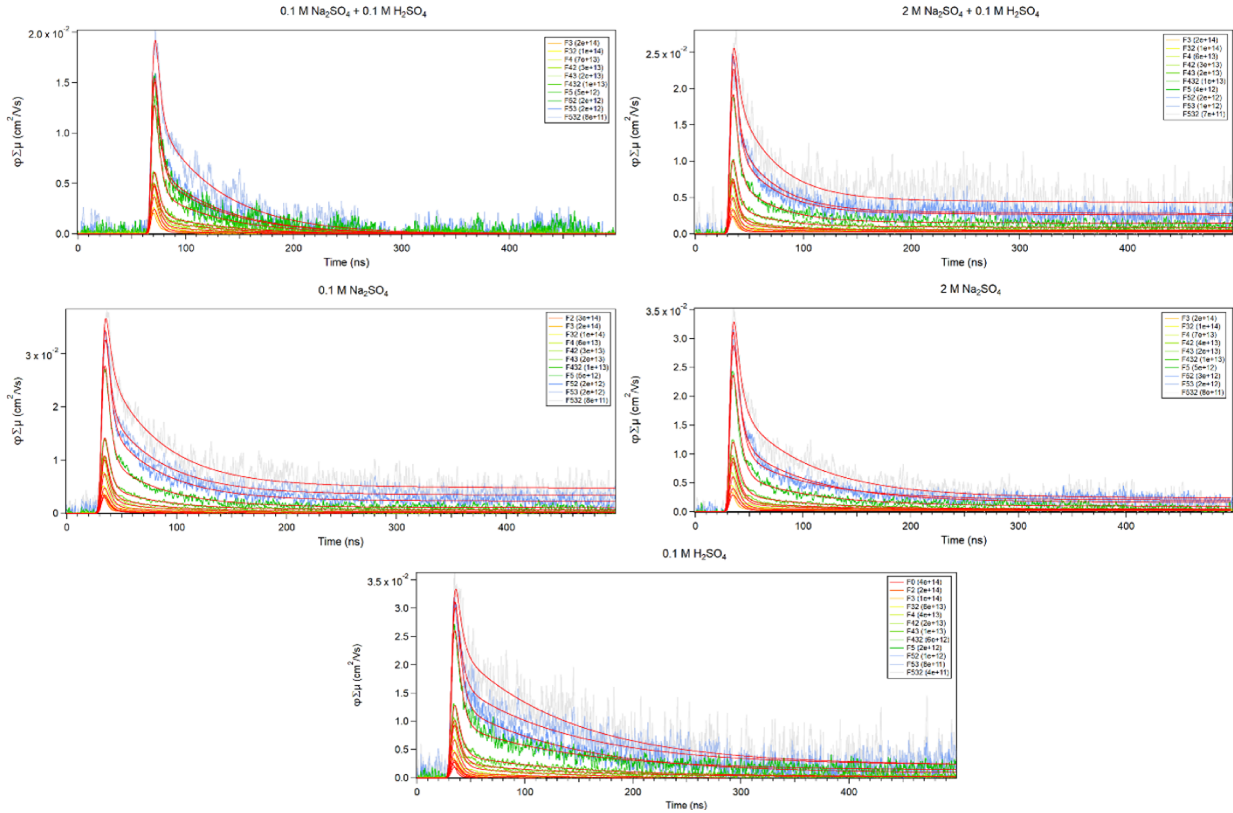 0.1 M Na₂SO₄ + 0.1 M H₂SO₄
2.0 x 10⁻²
1.5
1.0
0.5
0.0
φΣμ (cm²/Vs)
0 100 200 300 400
Time (ns)
F3 (2e+14)
F32 (1e+14)
F4 (7e+13)
F42 (3e+13)
F43 (2e+13)
F432 (1e+13)
F5 (5e+12)
F52 (2e+12)
F53 (2e+12)
F532 (8e+11)
2 M Na₂SO₄ + 0.1 M H₂SO₄
2.5x10⁻²
2.0
1.5
1.0
0.5
0.0
φΣμ (cm²/Vs)
0 100 200 300 400
Time (ns)
F3 (2e+14)
F32 (1e+14)
F4 (6e+13)
F42 (3e+13)
F43 (2e+13)
F432 (1e+13)
F5 (4e+12)
F52 (2e+12)
F53 (1e+12)
F532 (7e+11)
0.1 M Na₂SO₄
3 x 10⁻²
2
1
0
φΣμ (cm²/Vs)
0 100 200 300 400
Time (ns)
F2 (3e+14)
F3 (2e+14)
F32 (1e+14)
F4 (6e+13)
F42 (3e+13)
F43 (2e+13)
F432 (1e+13)
F5 (5e+12)
F52 (2e+12)
F53 (2e+12)
F532 (8e+11)
2 M Na₂SO₄
3.5 x 10⁻²
3.0
2.5
2.0
1.5
1.0
0.5
0.0
φΣμ (cm²/Vs)
0 100 200 300 400
Time (ns)
F3 (2e+14)
F32 (1e+14)
F4 (7e+13)
F42 (4e+13)
F43 (2e+13)
F432 (1e+13)
F5 (5e+12)
F52 (3e+12)
F53 (2e+12)
F532 (8e+11)
0.1 M H₂SO₄
3.5 x 10⁻²
3.0
2.5
2.0
1.5
1.0
0.5
0.0
φΣμ (cm²/Vs)
0 100 200 300 400
Time (ns)
F0 (4e+14)
F2 (2e+14)
F3 (1e+14)
F32 (8e+13)
F4 (4e+13)
F42 (2e+13)
F43 (1e+13)
F432 (6e+12)
F5 (2e+12)
F52 (1e+12)
F53 (8e+11)
F532 (4e+11)